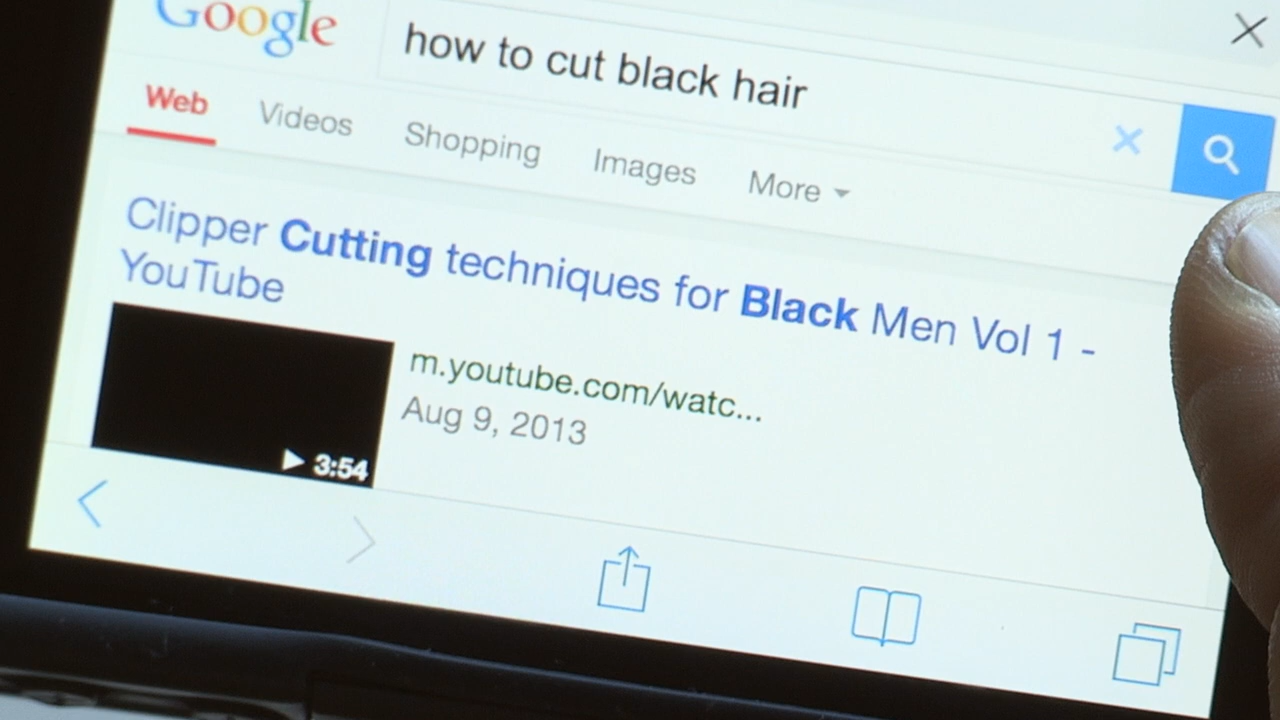 Google
how to cut black hair
Web Videos Shopping Images More
Clipper Cutting techniques for Black Men Vol 1 -
YouTube
m.youtube.com/watc...
Aug 9, 2013
3:54